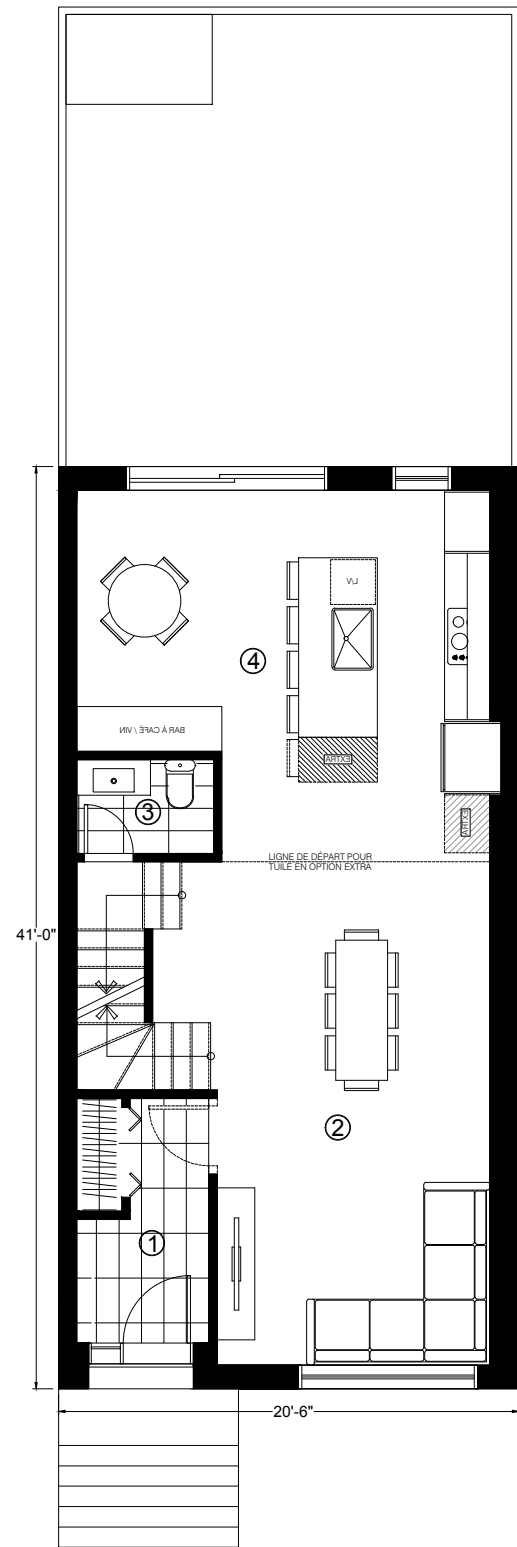 L/V
4
BAR À CAFÉ / VIN
EXTRA
3
EXTRA
LIGNE DE DÉPART POUR
TUILE EN OPTION EXTRA
41'-0"
2
1
20'-6"